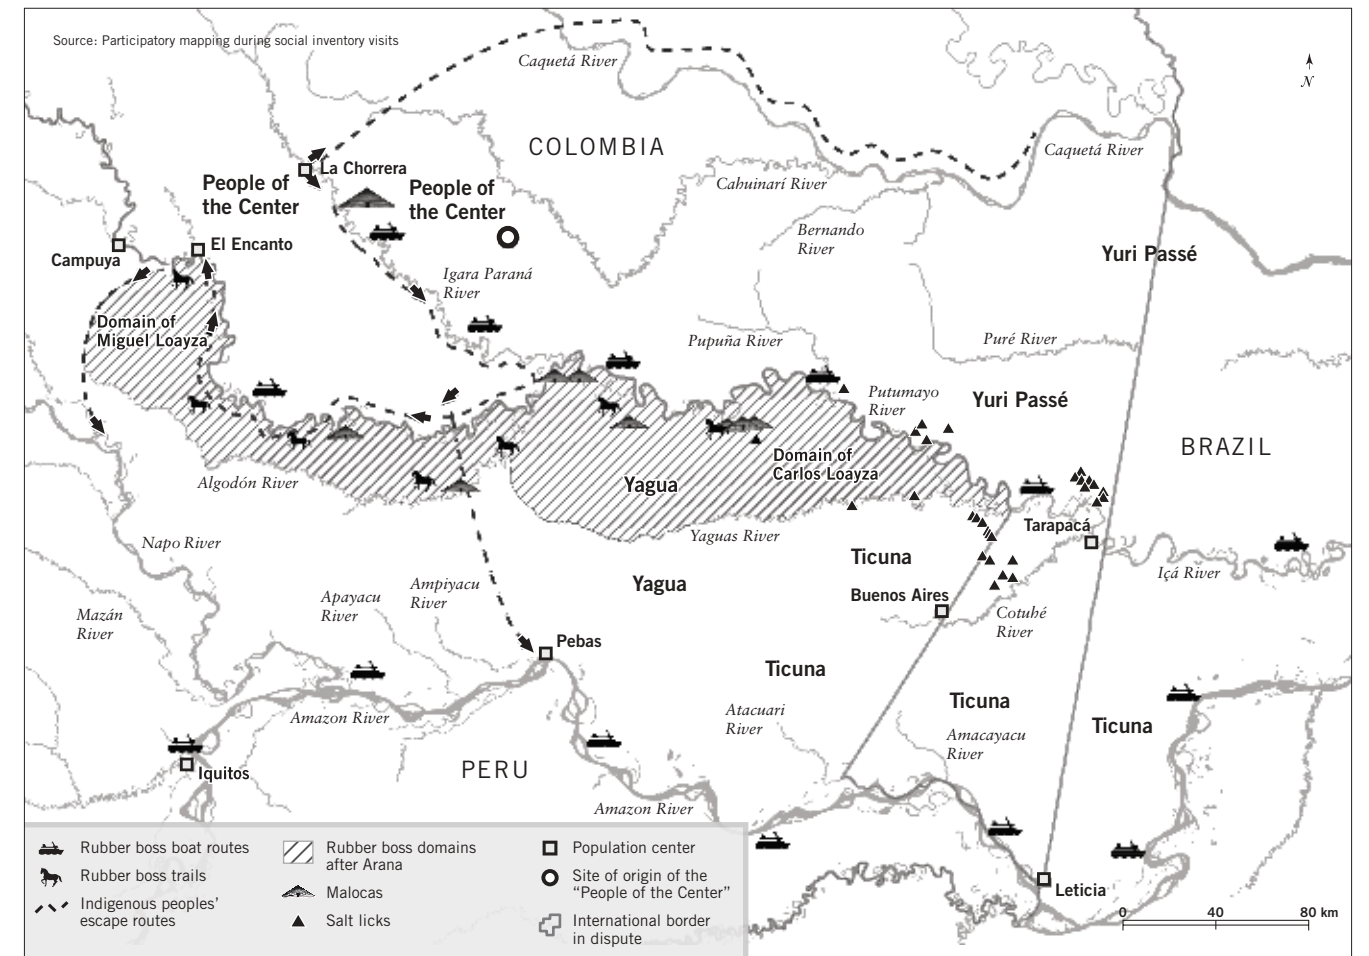 Source: Participatory mapping during social inventory visits
Caquetá River
N
COLOMBIA
Caquetá River
La Chorrera
People of
the Center
People of
the Center
Cahuinarí River
Bernando
River
El Encanto
Campuya
Yuri Passé
Igara Paraná
River
Domain of
Miguel Loayza
Pupuña River
Puré River
Putumayo
River
Yuri Passé
BRAZIL
Domain of
Carlos Loayza
Algodón River
Yagua
Tarapacá
Yaguas River
Napo River
Ticuna
Içá River
Yagua
Ampiyacu
River
Apayacu
River
Buenos Aires
Mazán
River
Cotuhé
River
Pebas
Ticuna
Ticuna
Amazon River
Atacuari
River
Ticuna
Amacayacu
River
Iquitos
PERU
Amazon River
Leticia
0 40 80 km
Rubber boss boat routes
Rubber boss trails
Indigenous peoples’
escape routes
Rubber boss domains
after Arana
Malocas
Salt licks
Population center
Site of origin of the
“People of the Center”
International border
in dispute